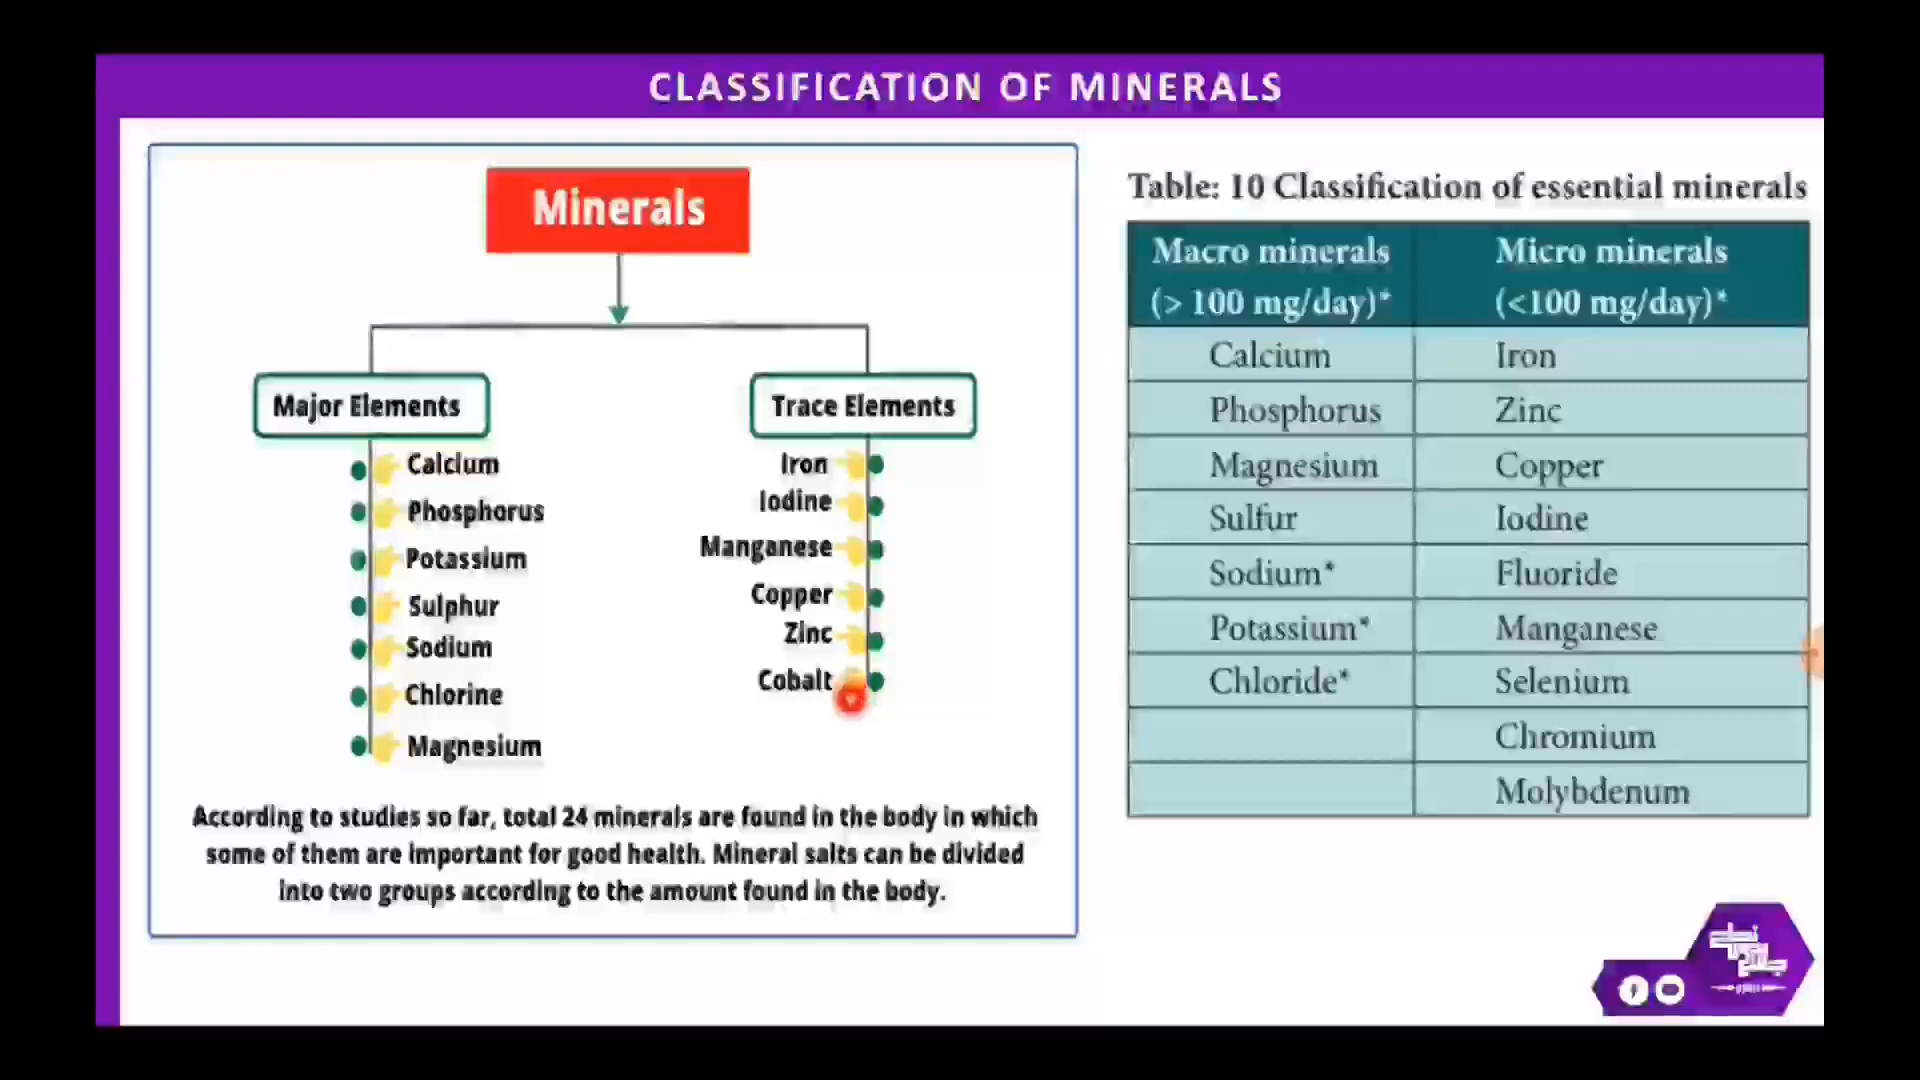 CLASSIFICATION OF MINERALS
Minerals
Major Elements
Calcium
Phosphorus
Potassium
Sulphur
Sodium
Chlorine
Magnesium
Trace Elements
Iron
Iodine
Manganese
Copper
Zinc
Cobalt
According to studies so far, total 24 minerals are found in the body in which
some of them are important for good health. Mineral salts can be divided
into two groups according to the amount found in the body.
Table: 10 Classification of essential minerals
Macro minerals Micro minerals
(> 100 mg/day)* (<100 mg/day)*
Calcium Iron
Phosphorus Zinc
Magnesium Copper
Sulfur Iodine
Sodium* Fluoride
Potassium* Manganese
Chloride* Selenium
Chromium
Molybdenum